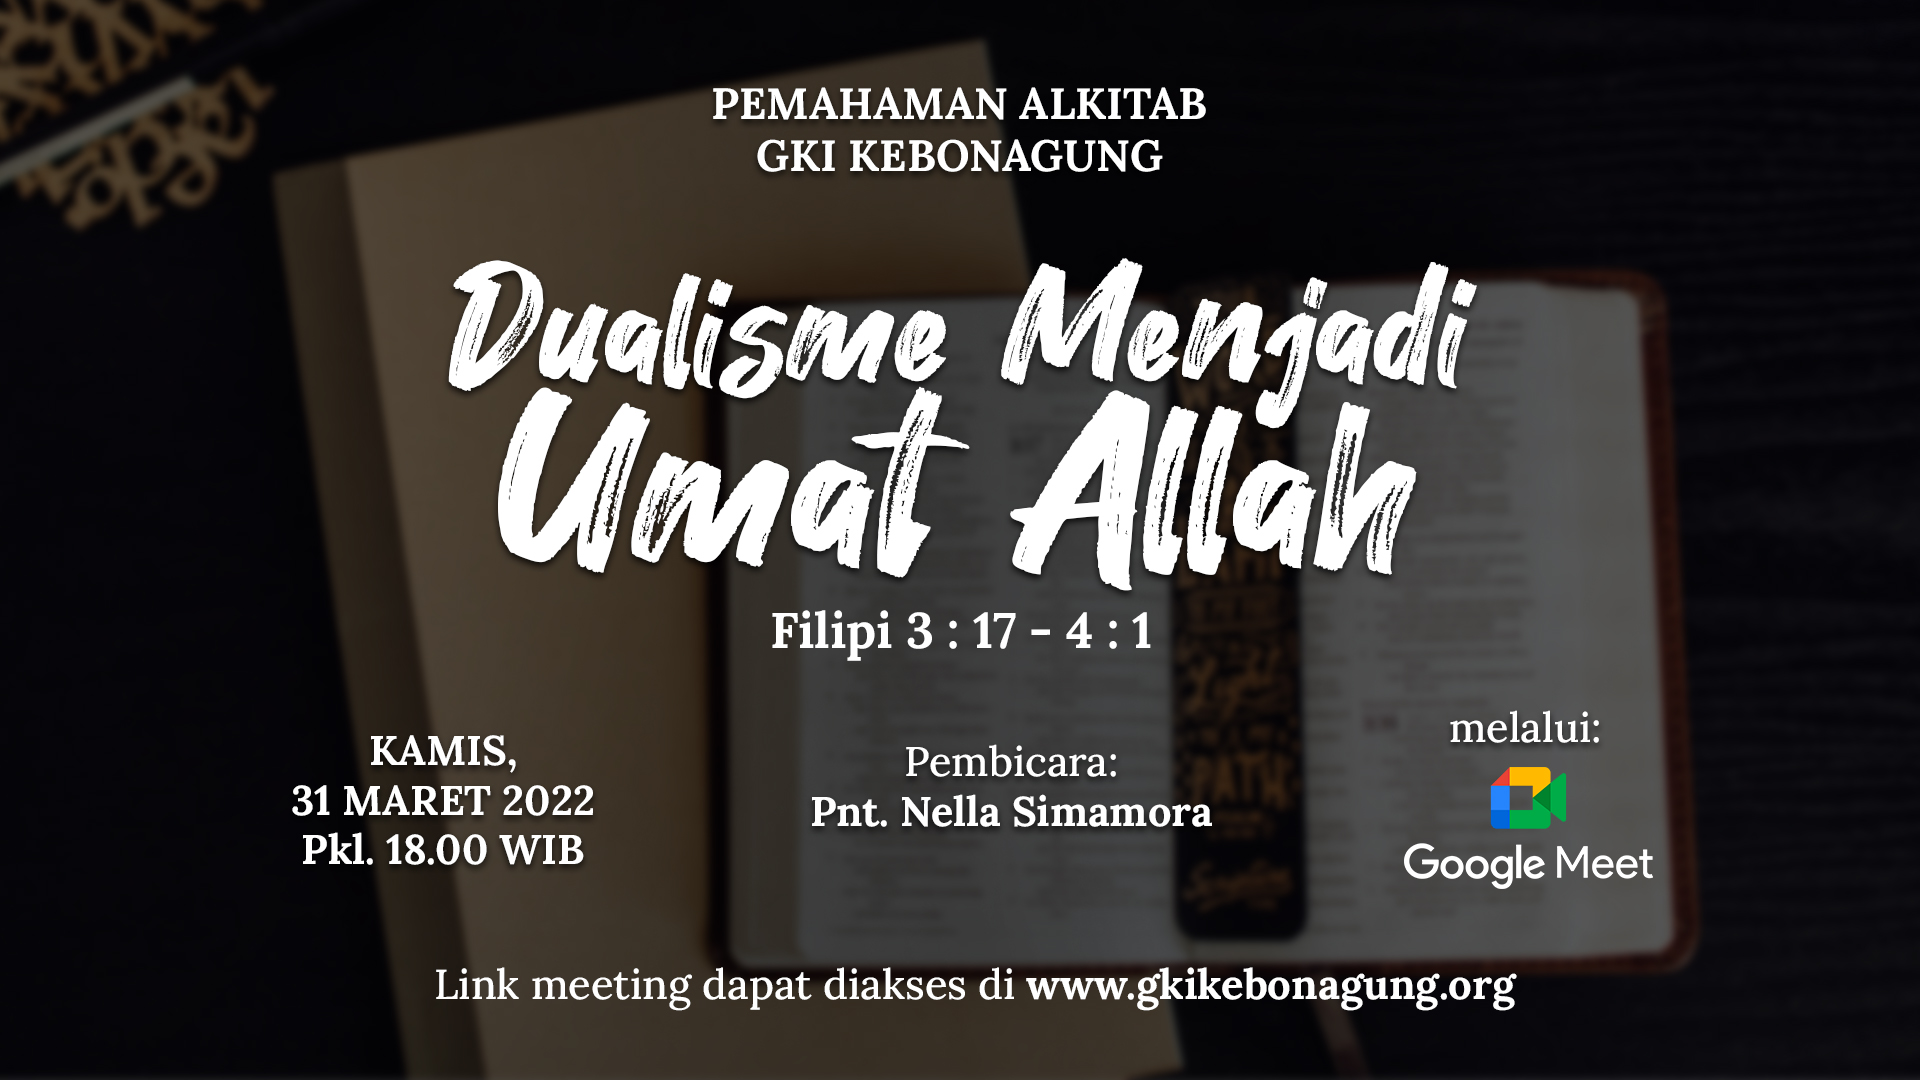 PEMAHAMAN ALKITAB
GKI KEBONAGUNG
Dualisme Menjadi
Umat Allah
Filipi 3 : 17 - 4 : 1
KAMIS,
31 MARET 2022
Pkl. 18.00 WIB
Pembicara:
Pnt. Nella Simamora
melalui:
Google Meet
Link meeting dapat diakses di www.gkikebonagung.org
PATH